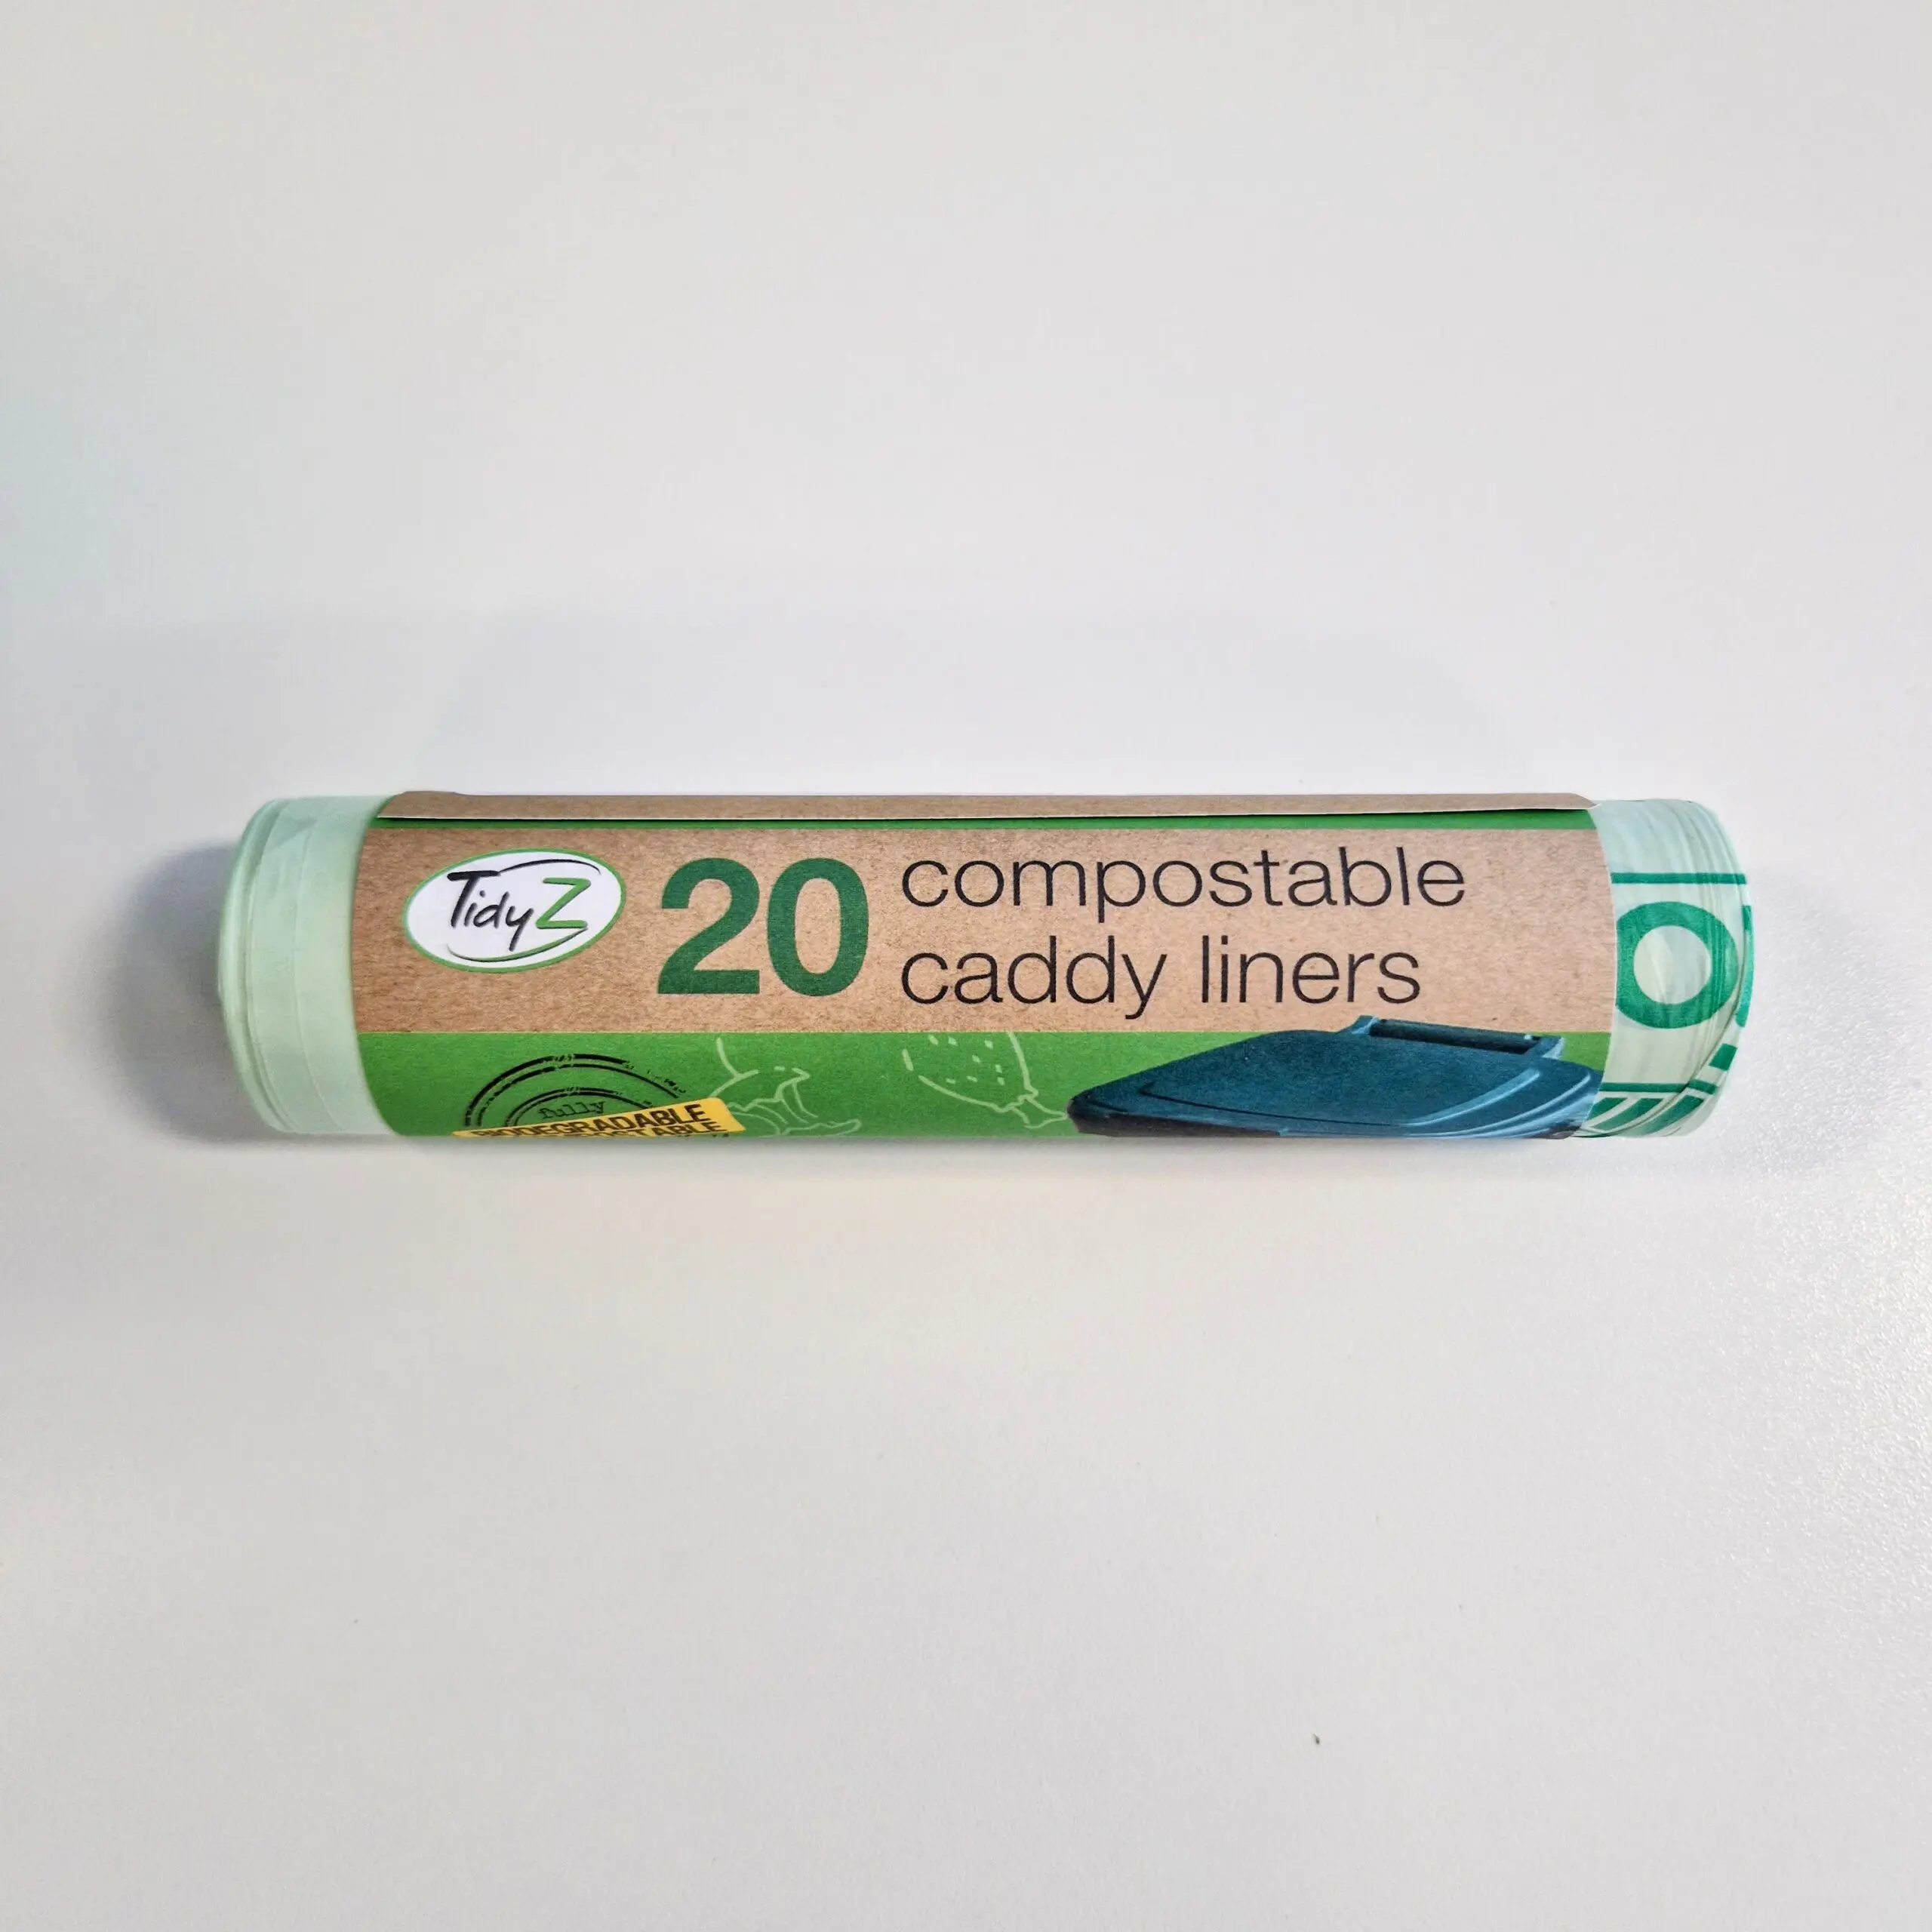 TidyZ
20
compostable
caddy liners
fully
BIODEGRADABLE